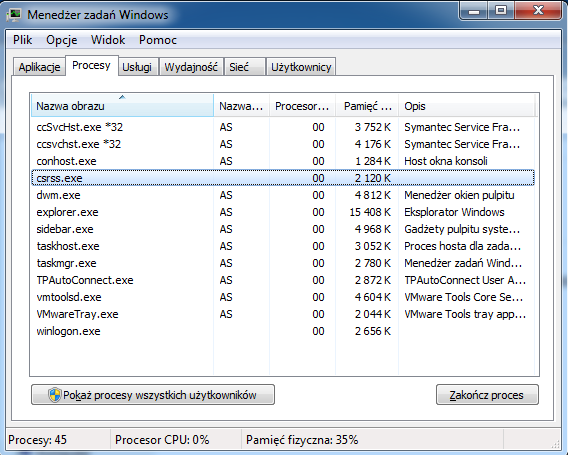 Menedżer zadań Windows
Plik Opcje Widok Pomoc
Aplikacje Procesy Usługi Wydajność Sieć Użytkownicy
Nazwa obrazu Nazwa... Procesor... Pamięć ... Opis
ccSvcHst.exe *32 AS 00 3 752 K Symantec Service Fra...
ccsvchst.exe *32 AS 00 4 176 K Symantec Service Fra...
conhost.exe AS 00 1 284 K Host okna konsoli
csrss.exe 00 2 120 K
dwm.exe AS 00 4 812 K Menedżer okien pulpitu
explorer.exe AS 00 15 408 K Eksplorator Windows
sidebar.exe AS 00 4 968 K Gadżety pulpitu syste...
taskhost.exe AS 00 3 052 K Proces hosta dla zada...
taskmgr.exe AS 00 2 780 K Menedżer zadań Wind...
TPAutoConnect.exe AS 00 2 872 K TPAutoConnect User A...
vmtoolsd.exe AS 00 4 604 K VMware Tools Core Se...
VMwareTray.exe AS 00 2 044 K VMware Tools tray app...
winlogon.exe 00 2 656 K
Pokaż procesy wszystkich użytkowników Zakończ proces
Procesy: 45 Procesor CPU: 0% Pamięć fizyczna: 35%